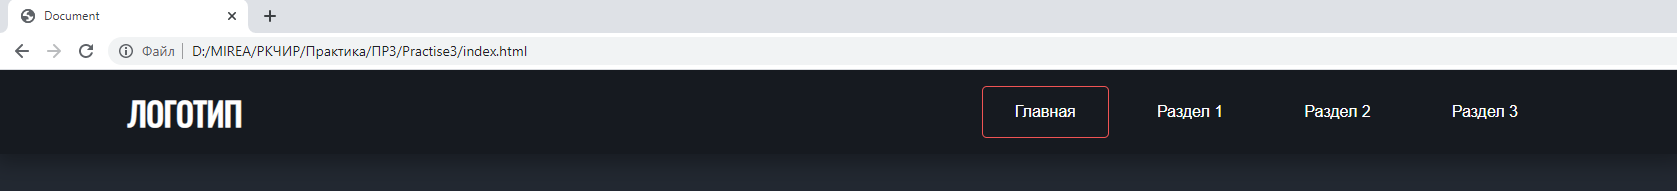 Document
Файл D:/MIREA/РКЧИР/Практика/ПР3/Practise3/index.html
ЛОГОТИП Главная Раздел 1 Раздел 2 Раздел 3